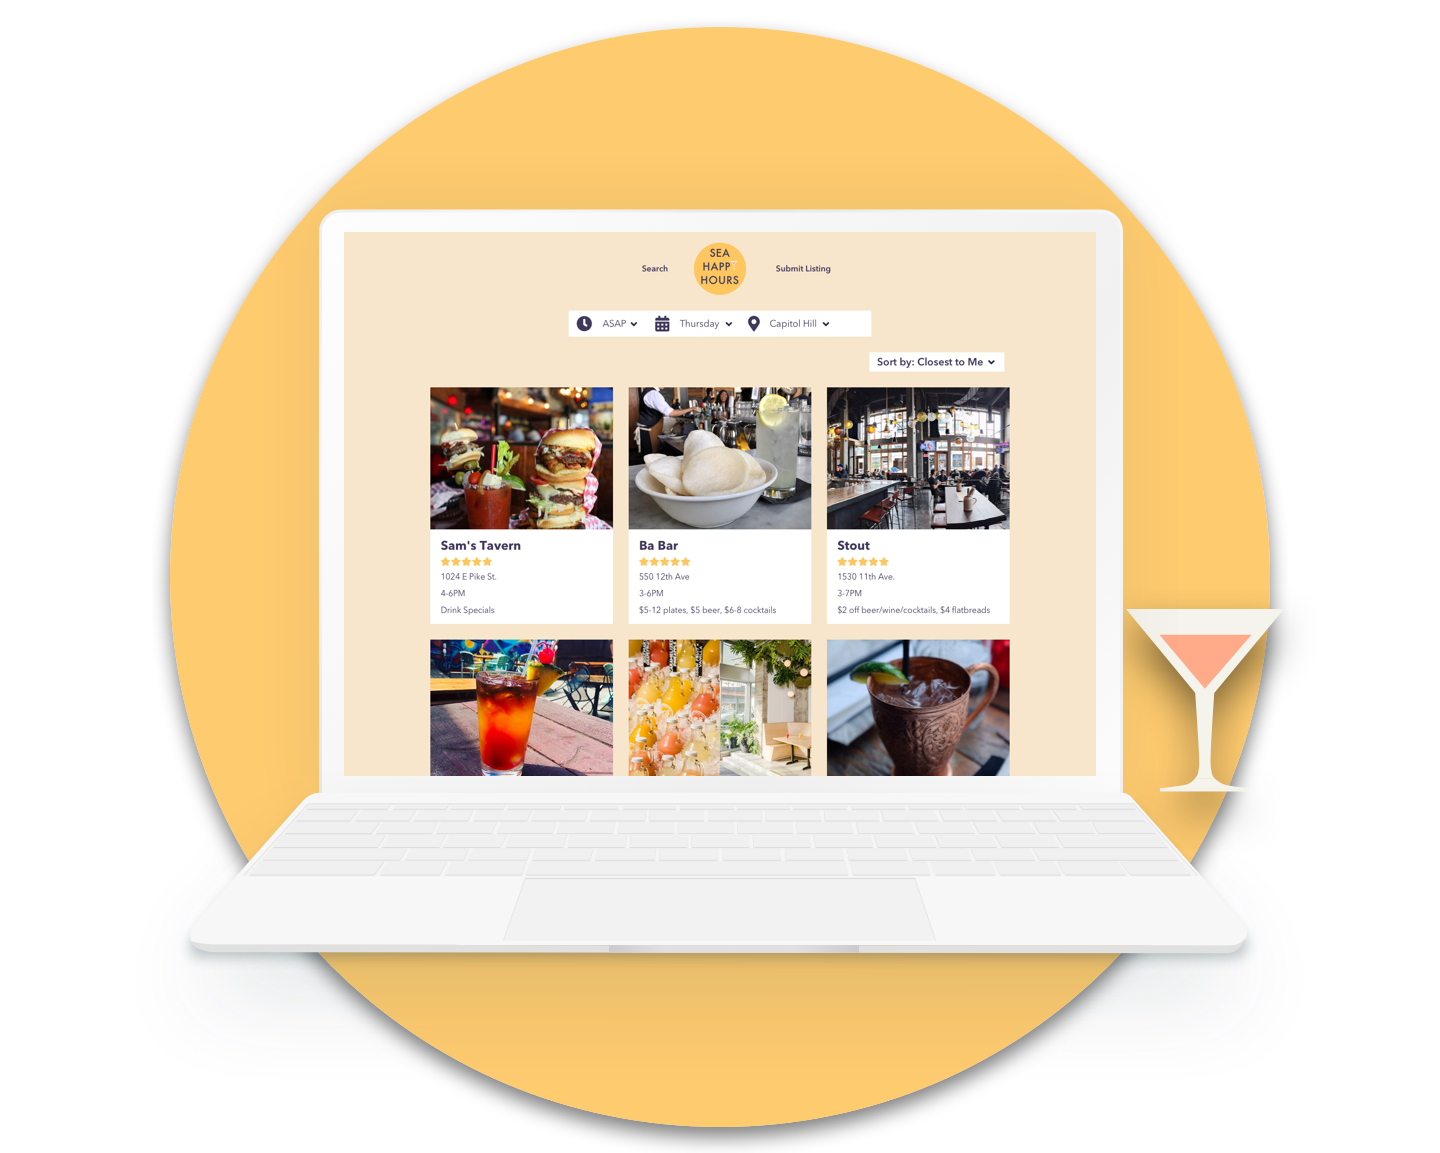 Search
SEA
HAPPY
HOURS
Submit Listing
ASAP
Thursday
Capitol Hill
Sort by: Closest to Me
Sam's Tavern
1024 E Pike St.
4-6PM
Drink Specials
Ba Bar
550 12th Ave
3-6PM
$5-12 plates, $5 beer, $6-8 cocktails
Stout
1530 11th Ave.
3-7PM
$2 off beer/wine/cocktails, $4 flatbreads